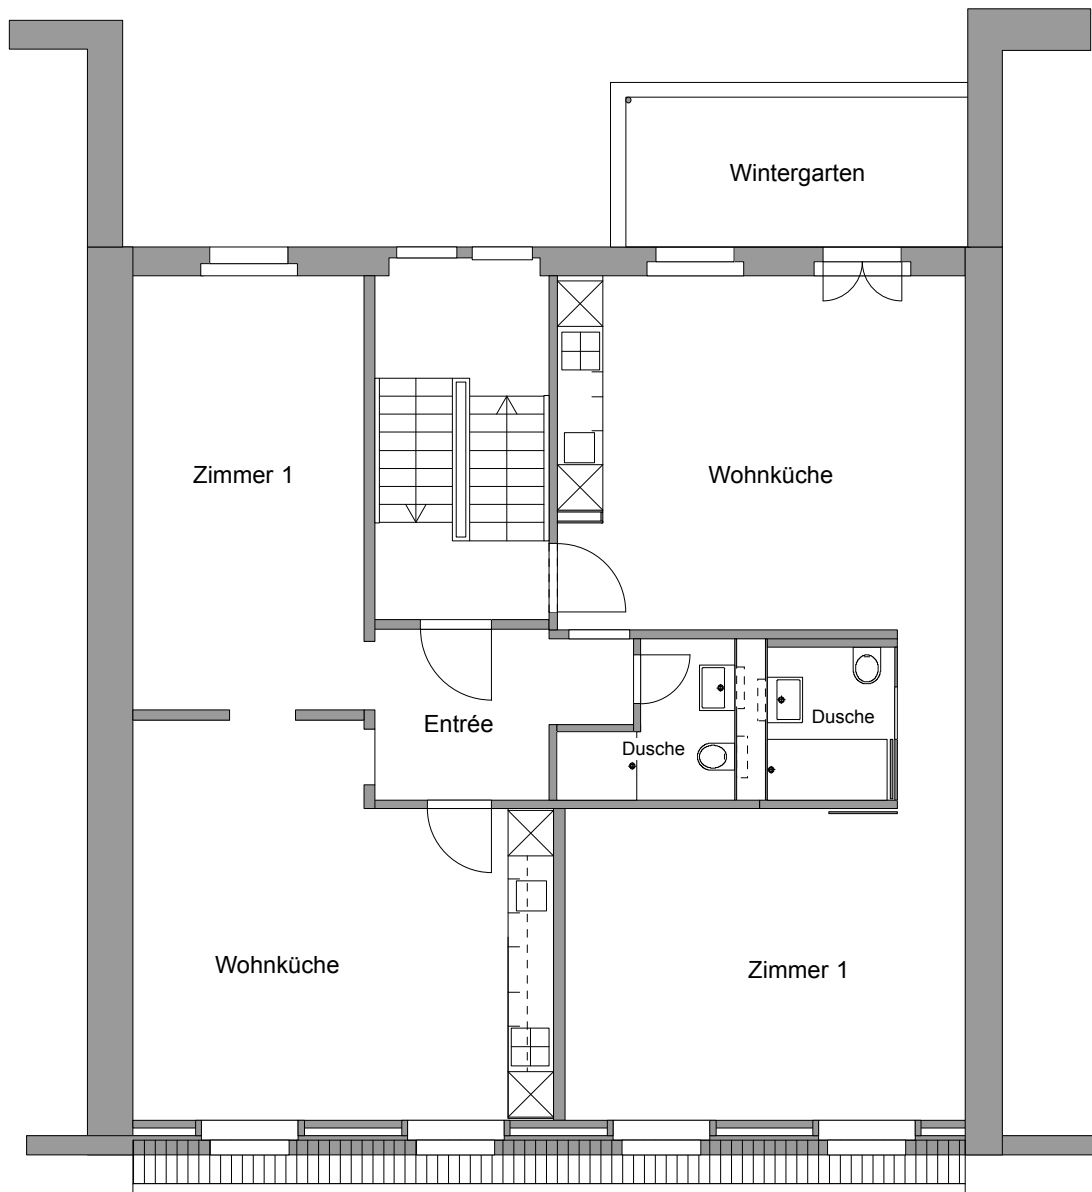 Wintergarten
Zimmer 1
Wohnküche
Entrée
Dusche
Dusche
Wohnküche
Zimmer 1